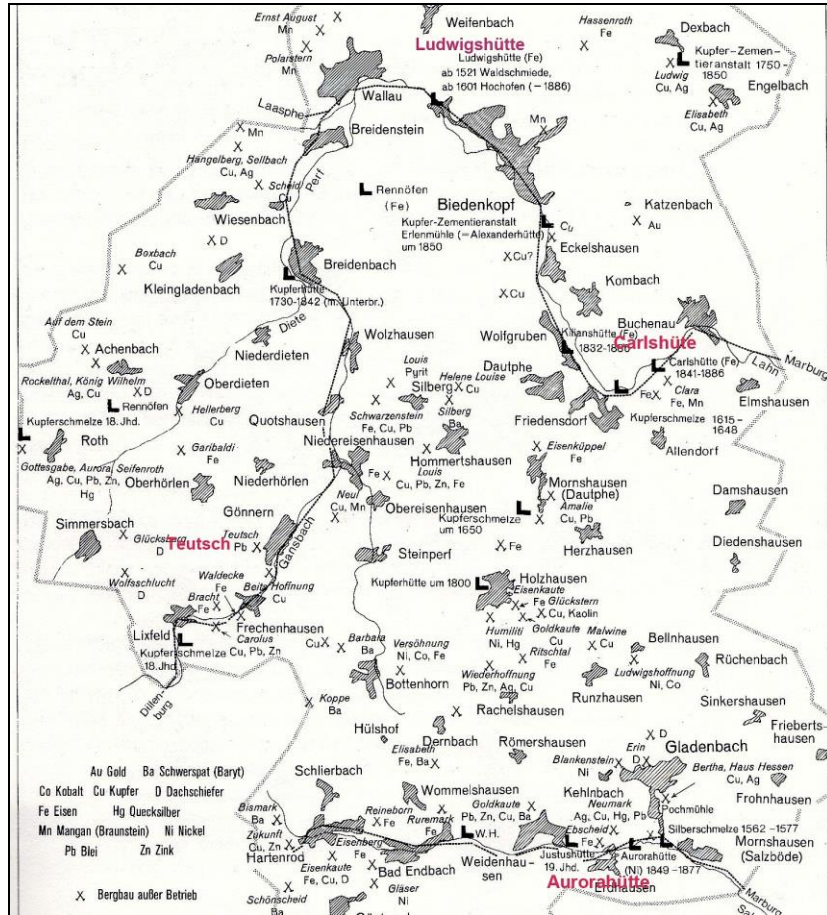 Ernst August
Mn
Polarstern
Mn
Weifenbach
Ludwigshütte
Ludwigshütte (Fe)
ab 1521 Waldschmiede,
ab 1601 Hochofen (– 1886)
Hassenroth
Fe
Dexbach
Kupfer-Zemen-
tieranstalt 1750-
1850
Ludwig
Cu, Ag
Engelbach
Elisabeth
Cu, Ag
Laasphe
Wallau
Breidenstein
Mn
Mn
Hangelberg, Sellbach
Cu, Ag
Scheid
Cu
Perf
Rennöfen
(Fe)
Biedenkopf
Kupfer-Zementieranstalt
Erlenmühle (=Alexanderhütte)
um 1850
Katzenbach
Au
Cu
Eckelshausen
Wiesenbach
D
Boxbach
Cu
Kleingladenbach
Breidenbach
Kupferhütte
1730-1842 (m. Unterbr.)
Cu?
Cu
Kombach
Buchenau
Auf dem Stein
Cu
Achenbach
Diete
Niederdieten
Wolzhausen
Wolfgruben
Kilianshütte (Fe)
1832-1886
Carlshüte
Carlshütte (Fe)
1841-1886
Lahn
Marburg
Rockelthal, König Wilhelm
Ag, Cu
D
Oberdieten
Louis
Pyrit
Silberg
Helene Louise
Cu
Dautphe
Fe
Clara
Fe, Mn
Elmshausen
Rennöfen
Kupferschmelze 18.Jhd.
Hellerberg
Cu
Quotshausen
Schwarzenstein
Fe, Cu, Pb
Silberg
Ba
Friedensdorf
Kupferschmelze 1615-
1648
Roth
Garibaldi
Fe
Niedereisenhausen
Hommertshausen
Eisenküppel
Fe
Allendorf
Gottesgabe, Aurora, Seifenroth
Ag, Cu, Pb, Zn
Hg
Oberhörlen
Niederhörlen
Fe
Louis
Cu, Pb, Zn, Fe
Neul
Cu, Mn
Obereisenhausen
Mornshausen
(Dautphe)
Amalie
Cu, Pb
Damshausen
Gönnern
Kupferschmelze
um 1650
Simmersbach
Glücksberg
D
Teutsch
Teutsch
Pb
Gansbach
Steinperf
Fe
Herzhausen
Diedenshausen
Wolfsschlucht
D
Waldecke
Fe
Beits Hoffnung
Cu
Kupferhütte um 1800
Holzhausen
Eisenkaute
Fe
Glückstern
Cu, Kaolin
Bracht
Fe
Lixfeld
Frechenhausen
Humiliti
Ni, Hg
Goldkaute
Cu
Malwine
Cu
Bellnhausen
Kupferschmelze
18.Jhd.
Carolus
Cu, Pb, Zn
Cu
Barbara
Ba
Versöhnung
Ni, Co, Fe
Ritschtal
Fe
Ludwigshoffnung
Ni, Co
Rüchenbach
Bottenhorn
Wiederhoffnung
Pb, Zn, Ag, Cu
Runzhausen
Dillen-
burg
Koppe
Ba
Rachelshausen
Sinkershausen
Hülshof
Dernbach
Römershausen
Frieberts-
hausen
Elisabeth
Fe, Ba
Erin
D
Gladenbach
Blankenstein
Ni
Au Gold Ba Schwerspat (Baryt)
Co Kobalt Cu Kupfer D Dachschiefer
Fe Eisen Hg Quecksilber
Mn Mangan (Braunstein) Ni Nickel
Pb Blei Zn Zink
X Bergbau außer Betrieb
Schlierbach
Wommelshausen
Kehlnbach
Bertha, Haus Hessen
Cu, Ag
Frohnhausen
Bismark
Ba
Reineborn
Fe
Ruremark
Fe
Goldkaute
Pb, Zn, Cu, Ba
Neumark
Ag, Cu, Hg, Pb
Pochmühle
Zukunft
Cu, Zn
Hartenrod
W.H.
Ebscheid
Fe
Silberschmelze 1562-1577
Eisenberg
Fe
Eisenkaute
Fe, Cu, D
Bad Endbach
Weidenhau-
sen
Justushütte
19. Jhd.
Aurorahütte
(Ni) 1849 -1877
Mornshausen
(Salzböde)
Gläser
Ni
Schönscheid
Ba
Aurorahütte
Erdhausen
Marburg